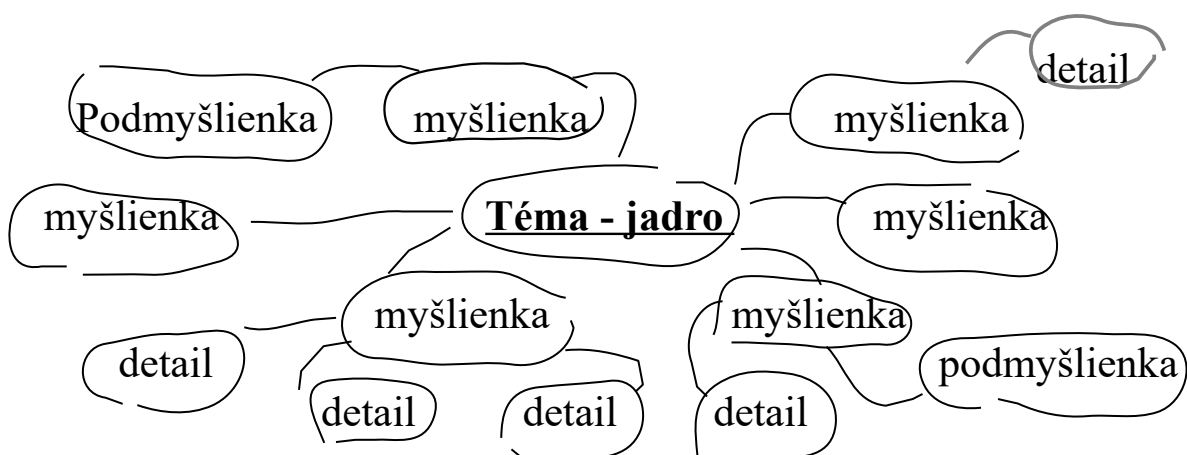 detail
Podmyšlienka myšlienka myšlienka
myšlienka Téma - jadro myšlienka
myšlienka myšlienka
detail podmyšlienka
detail detail detail